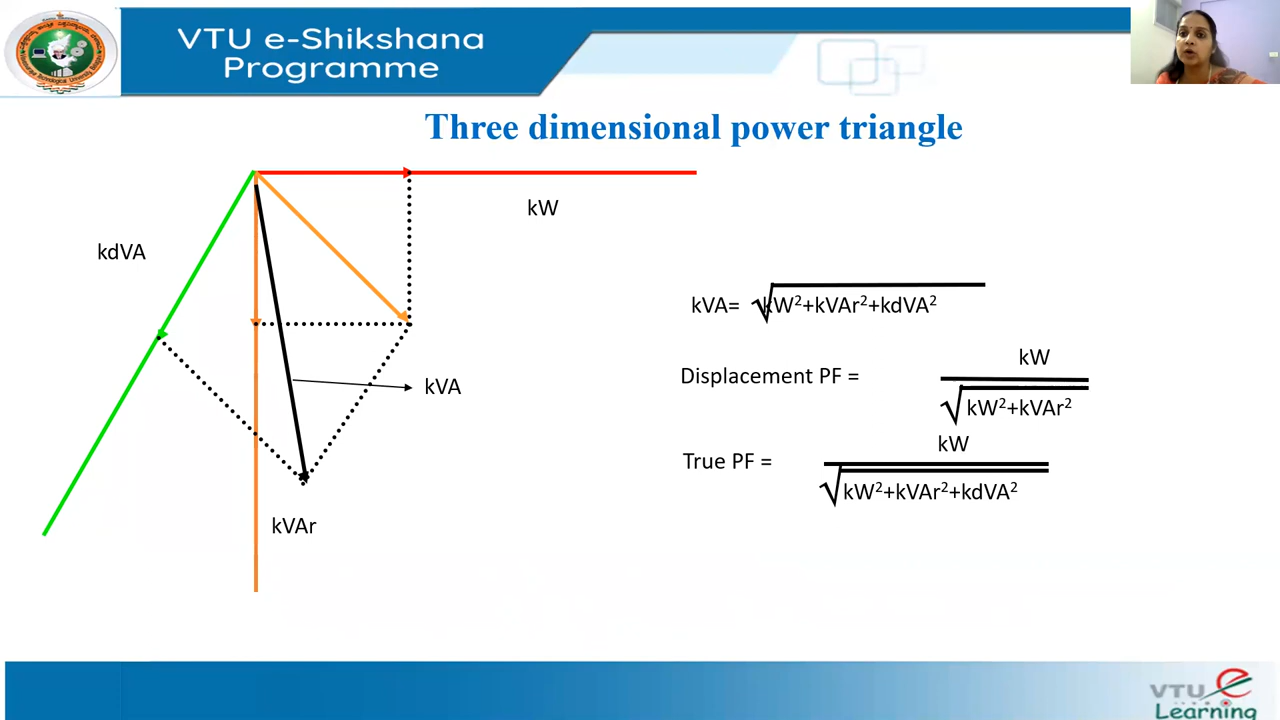 VTU e-Shikshana
Programme
Three dimensional power triangle
kW
kdVA
kVA= √kW²+kVAr²+kdVA²
kW
Displacement PF =
√kW²+kVAr²
kVA
kW
True PF =
√kW²+kVAr²+kdVA²
kVAr
VTU e
Learning